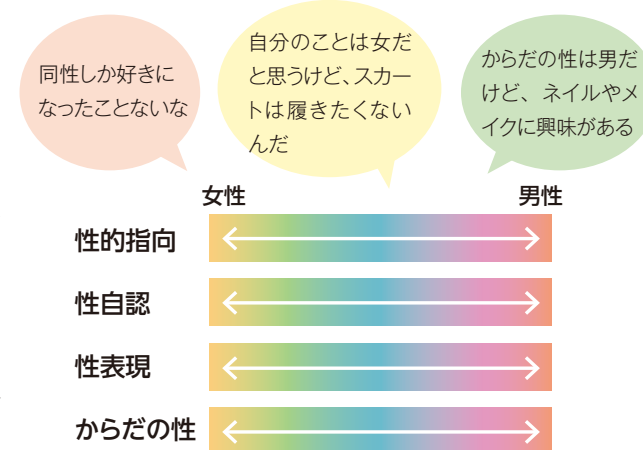 同性しか好きに
なったことないな
自分のことは女だ
と思うけど、スカー
トは履きたくない
んだ
からだの性は男だ
けど、ネイルやメ
イクに興味がある
女性
男性
性的指向
性自認
性表現
からだの性